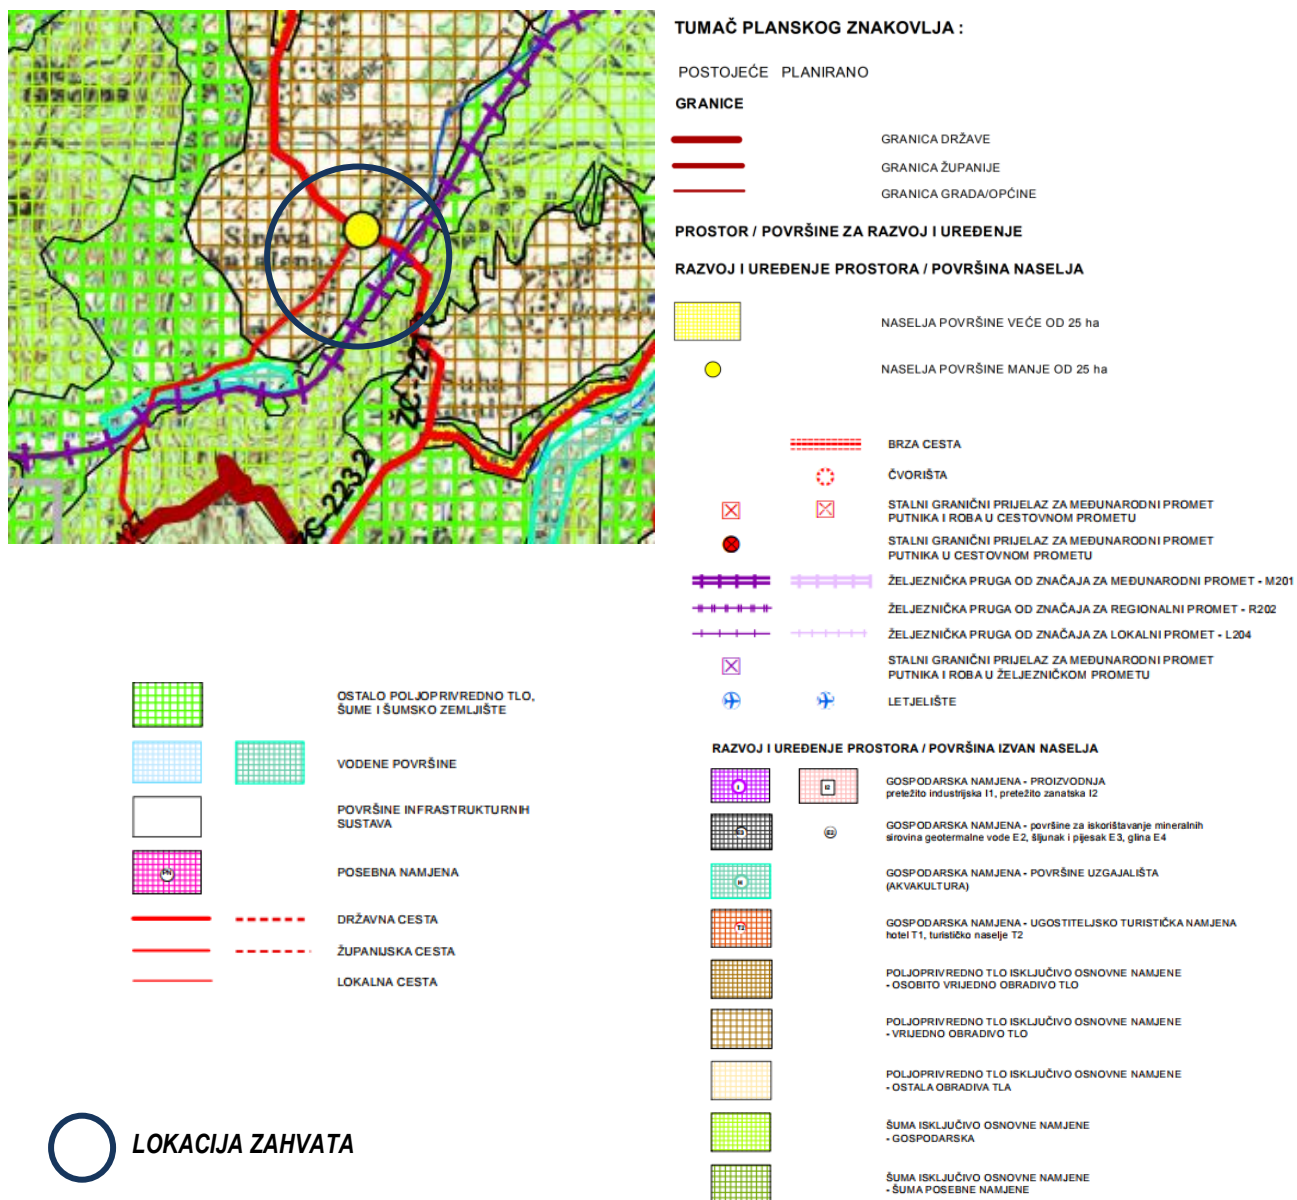 Sirova
Katalena
Suha
ŽC-2232
TUMAČ PLANSKOG ZNAKOVLJA :
POSTOJEĆE PLANIRANO
GRANICE
GRANICA DRŽAVE
GRANICA ŽUPANIJE
GRANICA GRADA/OPĆINE
PROSTOR / POVRŠINE ZA RAZVOJ I UREĐENJE
RAZVOJ I UREĐENJE PROSTORA / POVRŠINA NASELJA
NASELJA POVRŠINE VEĆE OD 25 ha
NASELJA POVRŠINE MANJE OD 25 ha
BRZA CESTA
ČVORIŠTA
STALNI GRANIČNI PRIJELAZ ZA MEĐUNARODNI PROMET
PUTNIKA I ROBA U CESTOVNOM PROMETU
STALNI GRANIČNI PRIJELAZ ZA MEĐUNARODNI PROMET
PUTNIKA U CESTOVNOM PROMETU
ŽELJEZNIČKA PRUGA OD ZNAČAJA ZA MEĐUNARODNI PROMET - M201
ŽELJEZNIČKA PRUGA OD ZNAČAJA ZA REGIONALNI PROMET - R202
ŽELJEZNIČKA PRUGA OD ZNAČAJA ZA LOKALNI PROMET - L204
STALNI GRANIČNI PRIJELAZ ZA MEĐUNARODNI PROMET
PUTNIKA I ROBA U ŽELJEZNIČKOM PROMETU
LETJELIŠTE
OSTALO POLJOPRIVREDNO TLO,
ŠUME I ŠUMSKO ZEMLJIŠTE
VODENE POVRŠINE
POVRŠINE INFRASTRUKTURNIH
SUSTAVA
PN
POSEBNA NAMJENA
DRŽAVNA CESTA
ŽUPANIJSKA CESTA
LOKALNA CESTA
RAZVOJ I UREĐENJE PROSTORA / POVRŠINA IZVAN NASELJA
I
I2
GOSPODARSKA NAMJENA - PROIZVODNJA
pretežito industrijska I1, pretežito zanatska I2
E3
E2
GOSPODARSKA NAMJENA - površine za iskorištavanje mineralnih
sirovina geotermalne vode E2, šljunak i pijesak E3, glina E4
H
GOSPODARSKA NAMJENA - POVRŠINE UZGAJALIŠTA
(AKVAKULTURA)
T2
GOSPODARSKA NAMJENA - UGOSTITELJSKO TURISTIČKA NAMJENA
hotel T1, turističko naselje T2
POLJOPRIVREDNO TLO ISKLJUČIVO OSNOVNE NAMJENE
- OSOBITO VRIJEDNO OBRADIVO TLO
POLJOPRIVREDNO TLO ISKLJUČIVO OSNOVNE NAMJENE
- VRIJEDNO OBRADIVO TLO
POLJOPRIVREDNO TLO ISKLJUČIVO OSNOVNE NAMJENE
- OSTALA OBRADIVA TLA
ŠUMA ISKLJUČIVO OSNOVNE NAMJENE
- GOSPODARSKA
ŠUMA ISKLJUČIVO OSNOVNE NAMJENE
- ŠUMA POSEBNE NAMJENE
LOKACIJA ZAHVATA